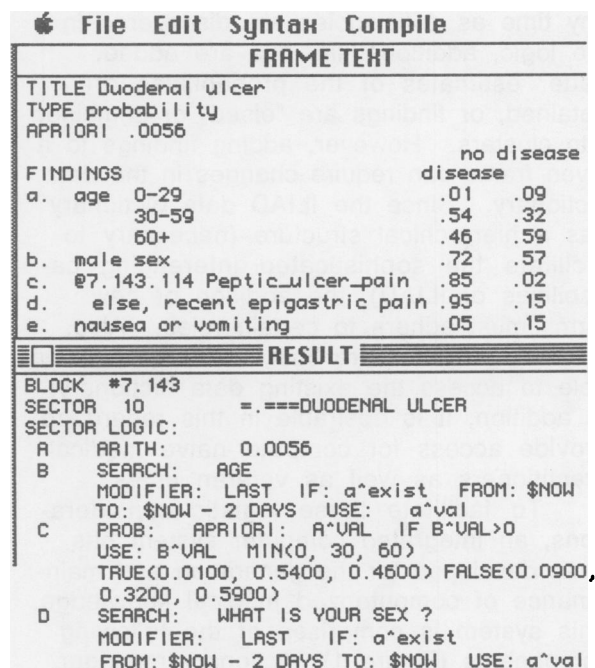 File Edit Syntax Compile
FRAME TEXT
TITLE Duodenal ulcer
TYPE probability
APRIORI .0056
no disease
FINDINGS disease
a. age 0-29 .01 .09
30-59 .54 .32
60+ .46 .59
b. male sex .72 .57
c. @7.143.114 Peptic_ulcer_pain .85 .02
d. else, recent epigastric pain .95 .15
e. nausea or vomiting .05 .15
RESULT
BLOCK #7.143
SECTOR 10 = DUODENAL ULCER
SECTOR LOGIC:
A ARITH: 0.0056
B SEARCH: AGE
MODIFIER: LAST IF: a^exist FROM: $NOW
TO: $NOW - 2 DAYS USE: a^val
C PROB: APRIORI: A^VAL IF B^VAL>0
USE: B^VAL MIN(0, 30, 60)
TRUE(0.0100, 0.5400, 0.4600) FALSE(0.0900,
0.3200, 0.5900)
D SEARCH: WHAT IS YOUR SEX, ?
MODIFIER: LAST IF: a^exist
FROM: $NOW - 2 DAYS USE: a^val